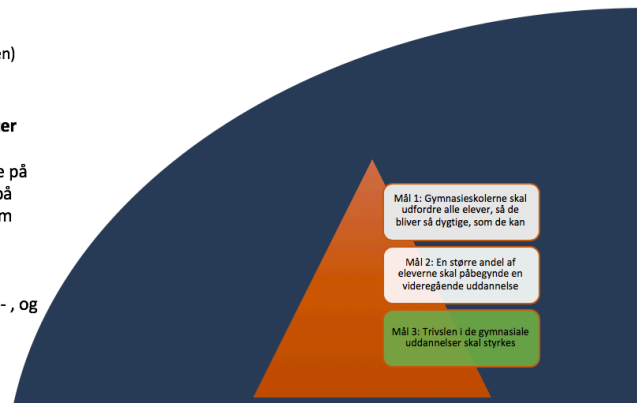 en)
er
e på
på
m
- , og
Mål 1: Gymnasieskolerne skal
udfordre alle elever, så de
bliver så dygtige, som de kan
Mål 2: En større andel af
eleverne skal påbegynde en
videregående uddannelse
Mål 3: Trivslen i de gymnasiale
uddannelser skal styrkes